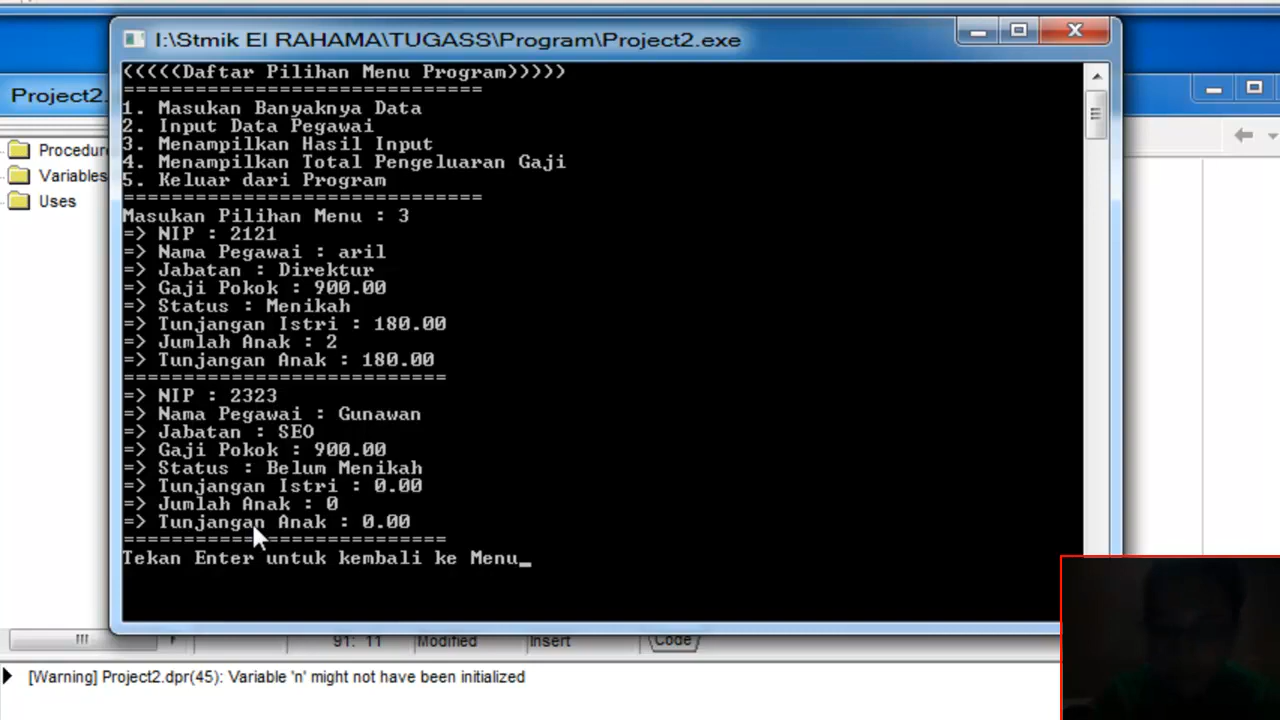 I:\Stmik El RAHAMA\TUGASS\Program\Project2.exe
Project2.
Procedur
Variables
Uses
(((((Daftar Pilihan Menu Program)))))
==============================
1. Masukan Banyaknya Data
2. Input Data Pegawai
3. Menampilkan Hasil Input
4. Menampilkan Total Pengeluaran Gaji
5. Keluar dari Program
==============================
Masukan Pilihan Menu : 3
=> NIP : 2121
=> Nama Pegawai : aril
=> Jabatan : Direktur
=> Gaji Pokok : 900.00
=> Status : Menikah
=> Tunjangan Istri : 180.00
=> Jumlah Anak : 2
=> Tunjangan Anak : 180.00
===========================
=> NIP : 2323
=> Nama Pegawai : Gunawan
=> Jabatan : SEO
=> Gaji Pokok : 900.00
=> Status : Belum Menikah
=> Tunjangan Istri : 0.00
=> Jumlah Anak : 0
=> Tunjangan Anak : 0.00
===========================
Tekan Enter untuk kembali ke Menu_
91: 11 Modified Insert Code
[Warning] Project2.dpr(45): Variable 'n' might not have been initialized